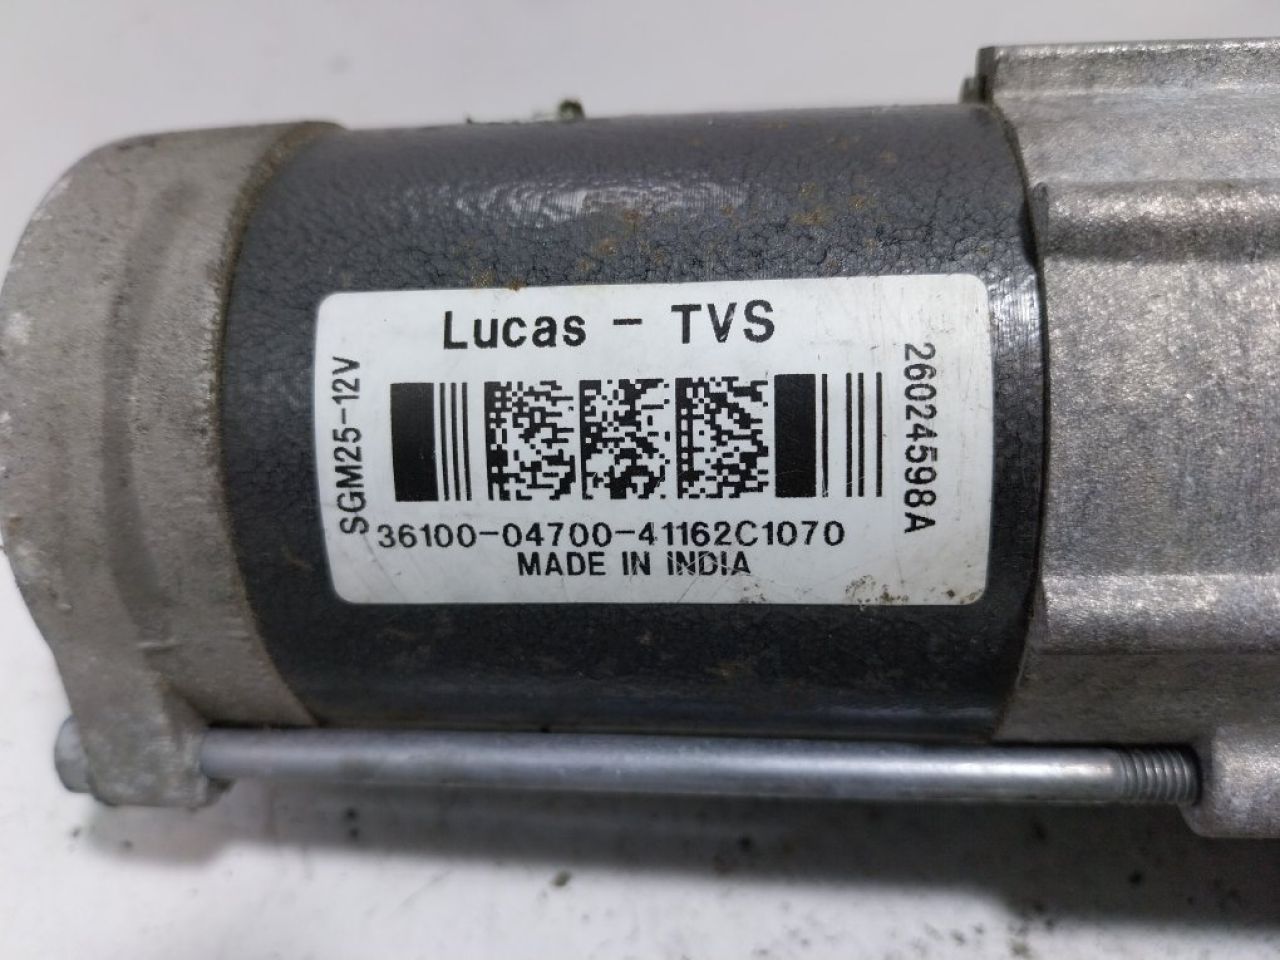 Lucas - TVS
SGM25-12V
26024598A
36100-04700-41162C1070
MADE IN INDIA